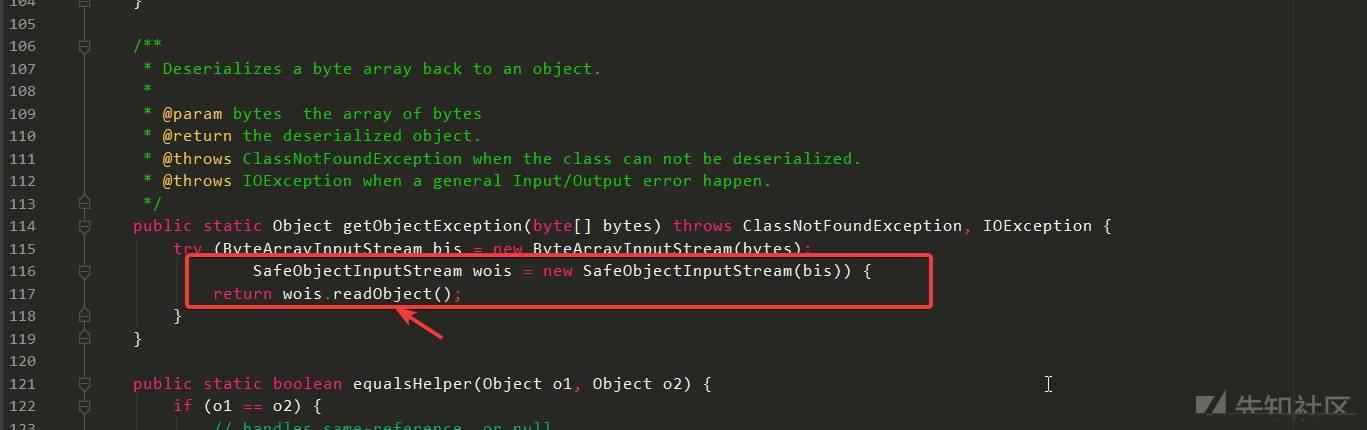 104 }
105
106 /**
107 * Deserializes a byte array back to an object.
108 *
109 * @param bytes  the array of bytes
110 * @return the deserialized object.
111 * @throws ClassNotFoundException when the class can not be deserialized.
112 * @throws IOException when a general Input/Output error happen.
113 */
114 public static Object getObjectException(byte[] bytes) throws ClassNotFoundException, IOException {
115 try (ByteArrayInputStream bis = new ByteArrayInputStream(bytes);
116 SafeObjectInputStream wois = new SafeObjectInputStream(bis)) {
117 return wois.readObject();
118 }
119 }
120
121 public static boolean equalsHelper(Object o1, Object o2) {
122 if (o1 == o2) {
123 // handles same-reference, or null
先知社区